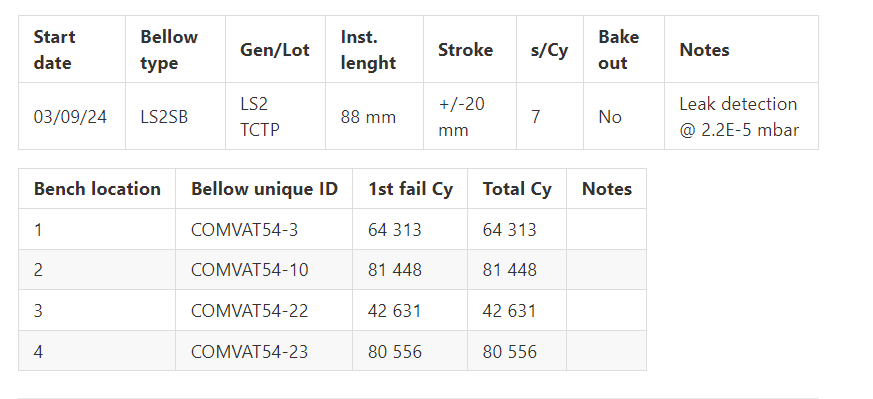 Start date | Bellow type | Gen/Lot | Inst. lenght | Stroke | s/Cy | Bake out | Notes
03/09/24 | LS2SB | LS2 TCTP | 88 mm | +/-20 mm | 7 | No | Leak detection @ 2.2E-5 mbar
Bench location | Bellow unique ID | 1st fail Cy | Total Cy | Notes
1 | COMVAT54-3 | 64 313 | 64 313
2 | COMVAT54-10 | 81 448 | 81 448
3 | COMVAT54-22 | 42 631 | 42 631
4 | COMVAT54-23 | 80 556 | 80 556